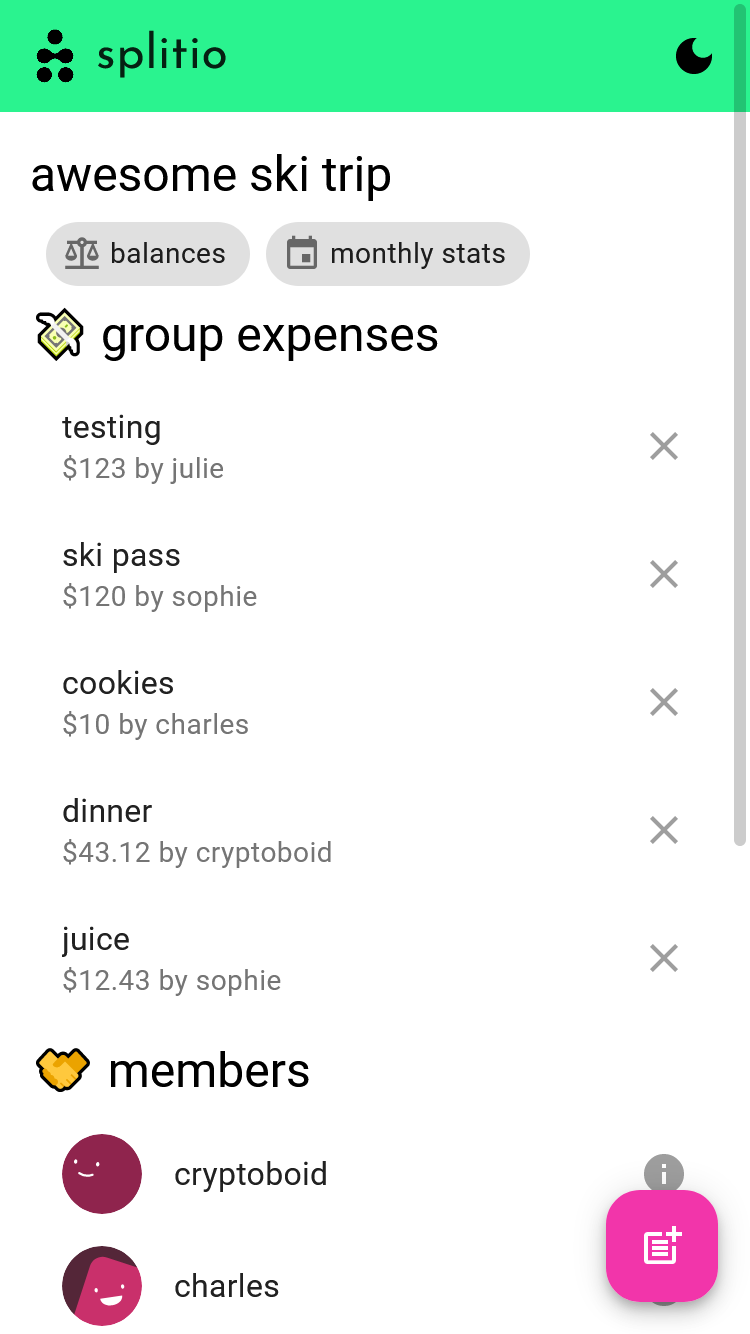 splitio
awesome ski trip
balances
monthly stats
group expenses
testing
$123 by julie
ski pass
$120 by sophie
cookies
$10 by charles
dinner
$43.12 by cryptoboid
juice
$12.43 by sophie
members
cryptoboid
charles